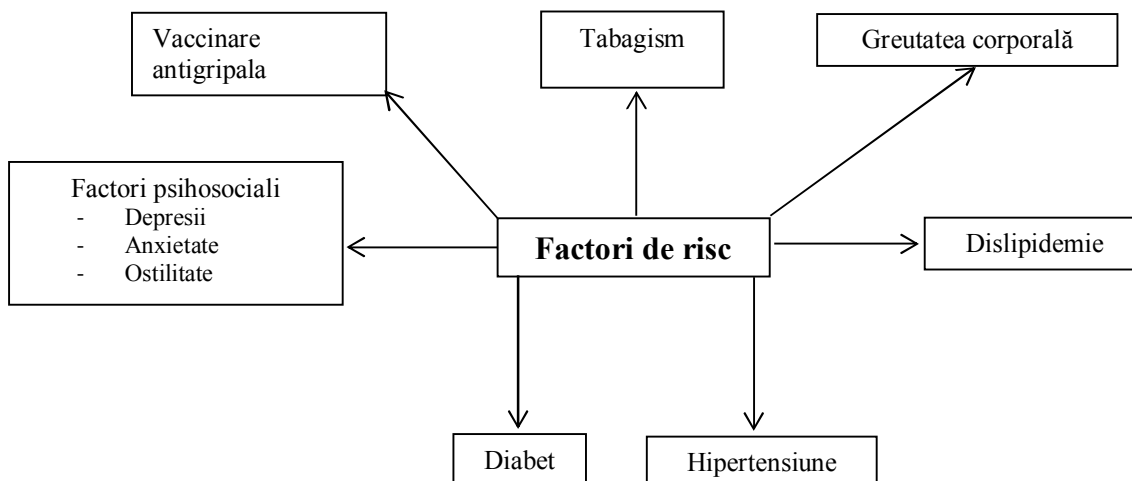 Vaccinare
antigripala
Tabagism
Greutatea corporală
Factori psihosociali
- Depresii
- Anxietate
- Ostilitate
Factori de risc
Dislipidemie
Diabet
Hipertensiune